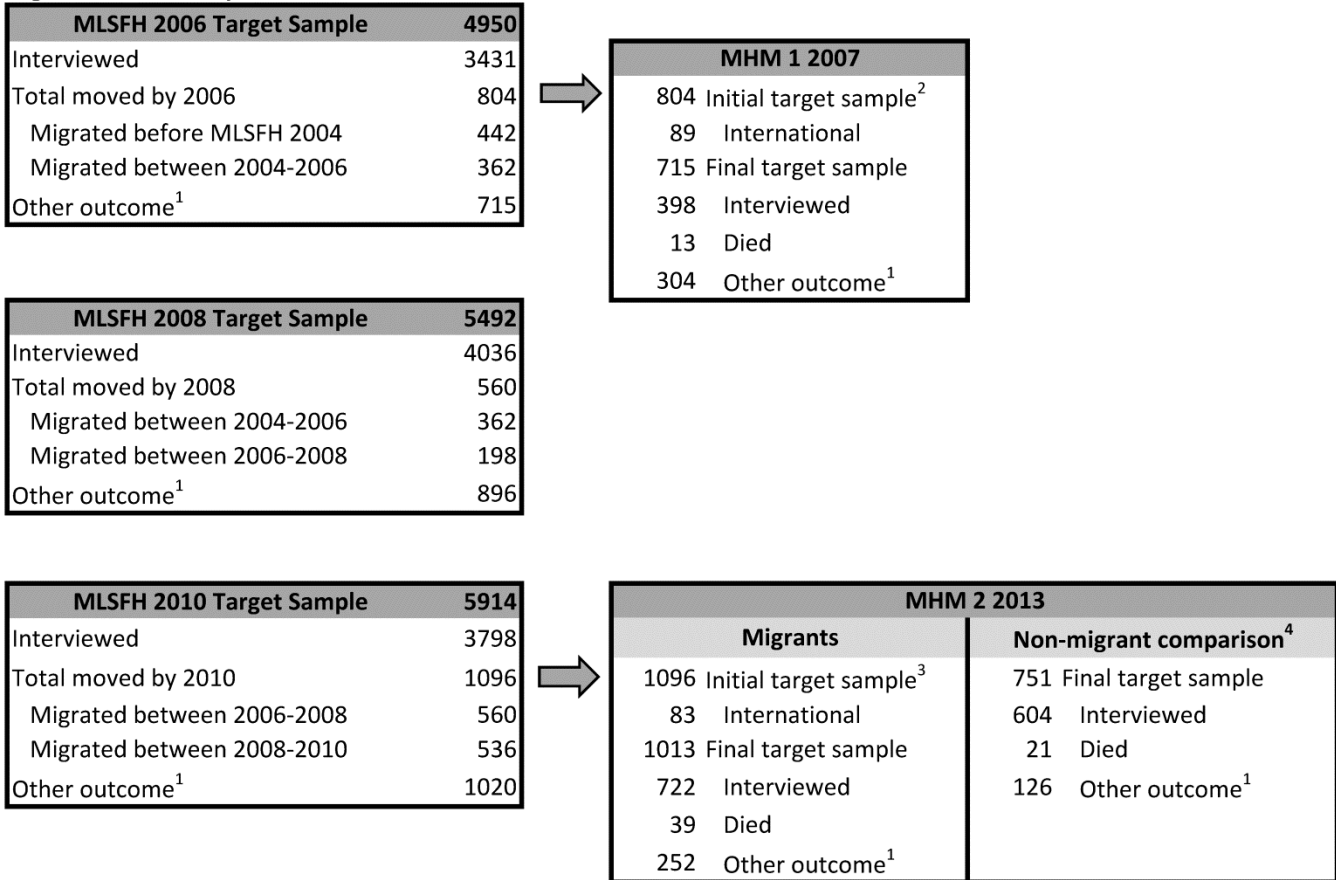 MLSFH 2006 Target Sample 4950
Interviewed 3431
Total moved by 2006 804
Migrated before MLSFH 2004 442
Migrated between 2004-2006 362
Other outcome¹ 715
MHM 1 2007
804 Initial target sample²
89 International
715 Final target sample
398 Interviewed
13 Died
304 Other outcome¹
MLSFH 2008 Target Sample 5492
Interviewed 4036
Total moved by 2008 560
Migrated between 2004-2006 362
Migrated between 2006-2008 198
Other outcome¹ 896
MLSFH 2010 Target Sample 5914
Interviewed 3798
Total moved by 2010 1096
Migrated between 2006-2008 560
Migrated between 2008-2010 536
Other outcome¹ 1020
MHM 2 2013
Migrants
1096 Initial target sample³
83 International
1013 Final target sample
722 Interviewed
39 Died
252 Other outcome¹
Non-migrant comparison⁴
751 Final target sample
604 Interviewed
21 Died
126 Other outcome¹